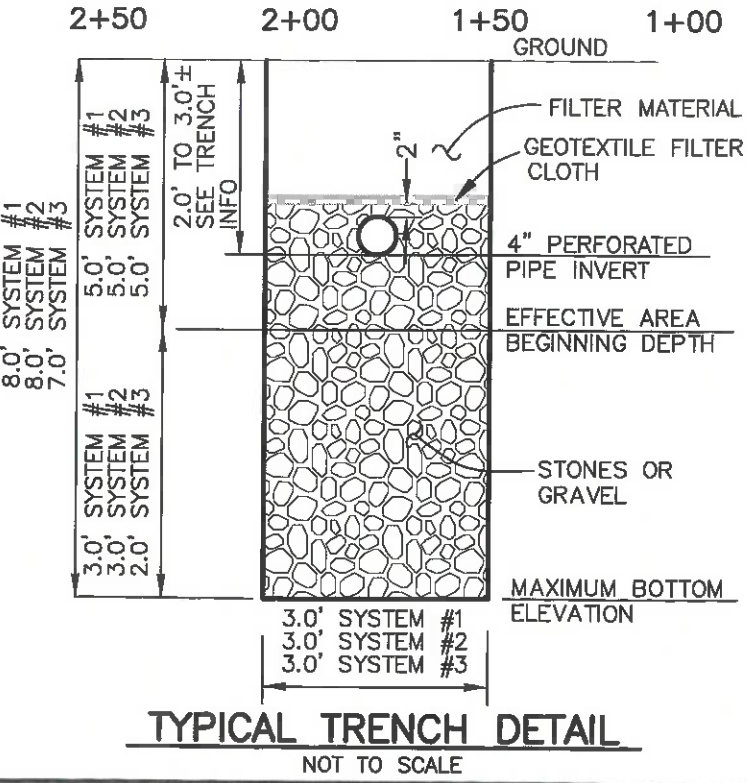 2+50 2+00 1+50 1+00
GROUND
FILTER MATERIAL
GEOTEXTILE FILTER
CLOTH
2"
2.0' TO 3.0'±
SEE TRENCH
INFO
5.0' SYSTEM #1
5.0' SYSTEM #2
5.0' SYSTEM #3
8.0' SYSTEM #1
8.0' SYSTEM #2
7.0' SYSTEM #3
4" PERFORATED
PIPE INVERT
EFFECTIVE AREA
BEGINNING DEPTH
3.0' SYSTEM #1
3.0' SYSTEM #2
2.0' SYSTEM #3
STONES OR
GRAVEL
MAXIMUM BOTTOM
ELEVATION
3.0' SYSTEM #1
3.0' SYSTEM #2
3.0' SYSTEM #3
TYPICAL TRENCH DETAIL
NOT TO SCALE